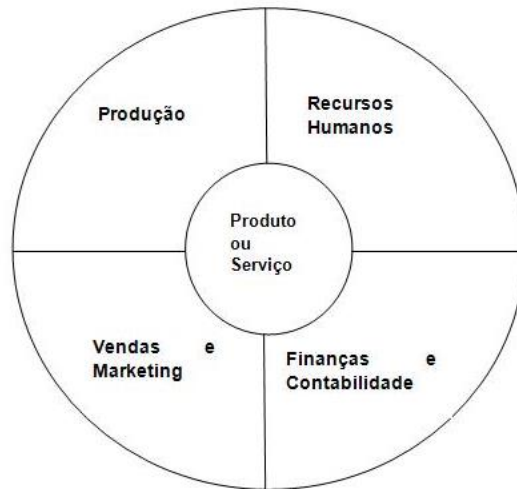 Produção
Recursos
Humanos
Produto
ou
Serviço
Vendas e
Marketing
Finanças e
Contabilidade